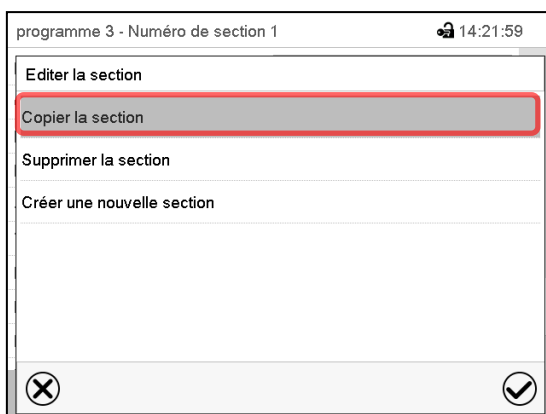 programme 3 - Numéro de section 1 14:21:59
Editer la section
Copier la section
Supprimer la section
Créer une nouvelle section